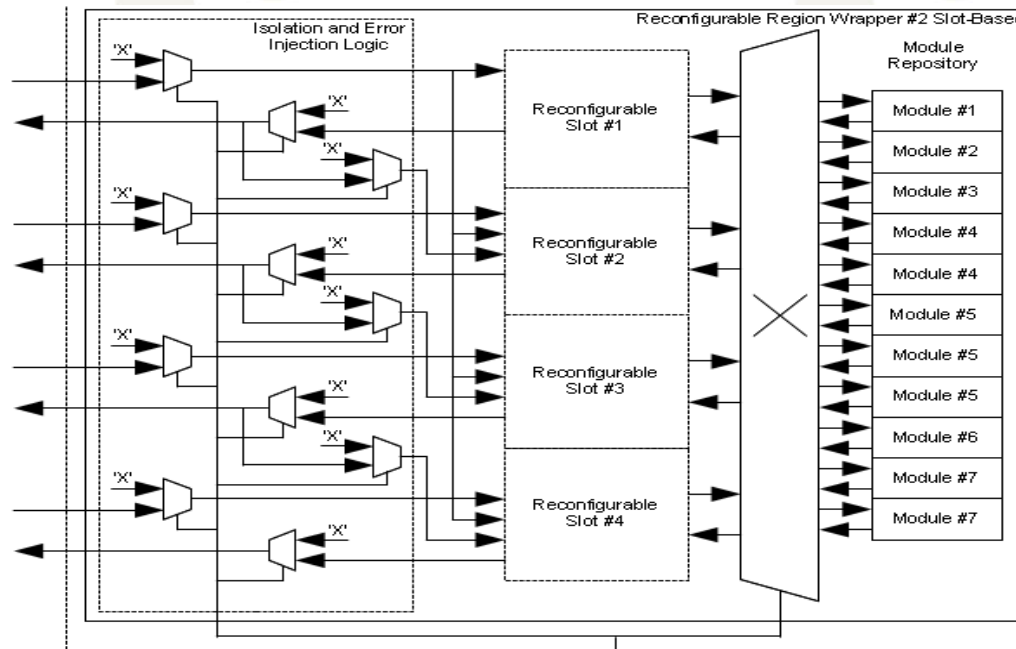 Reconfigurable Region Wrapper #2 Slot-Based
Isolation and Error
Injection Logic
Module
Repository
'X'
'X'
'X'
'X'
'X'
'X'
'X'
'X'
'X'
'X'
'X'
Reconfigurable
Slot #1
Reconfigurable
Slot #2
Reconfigurable
Slot #3
Reconfigurable
Slot #4
Module #1
Module #2
Module #3
Module #4
Module #4
Module #5
Module #5
Module #5
Module #6
Module #7
Module #7